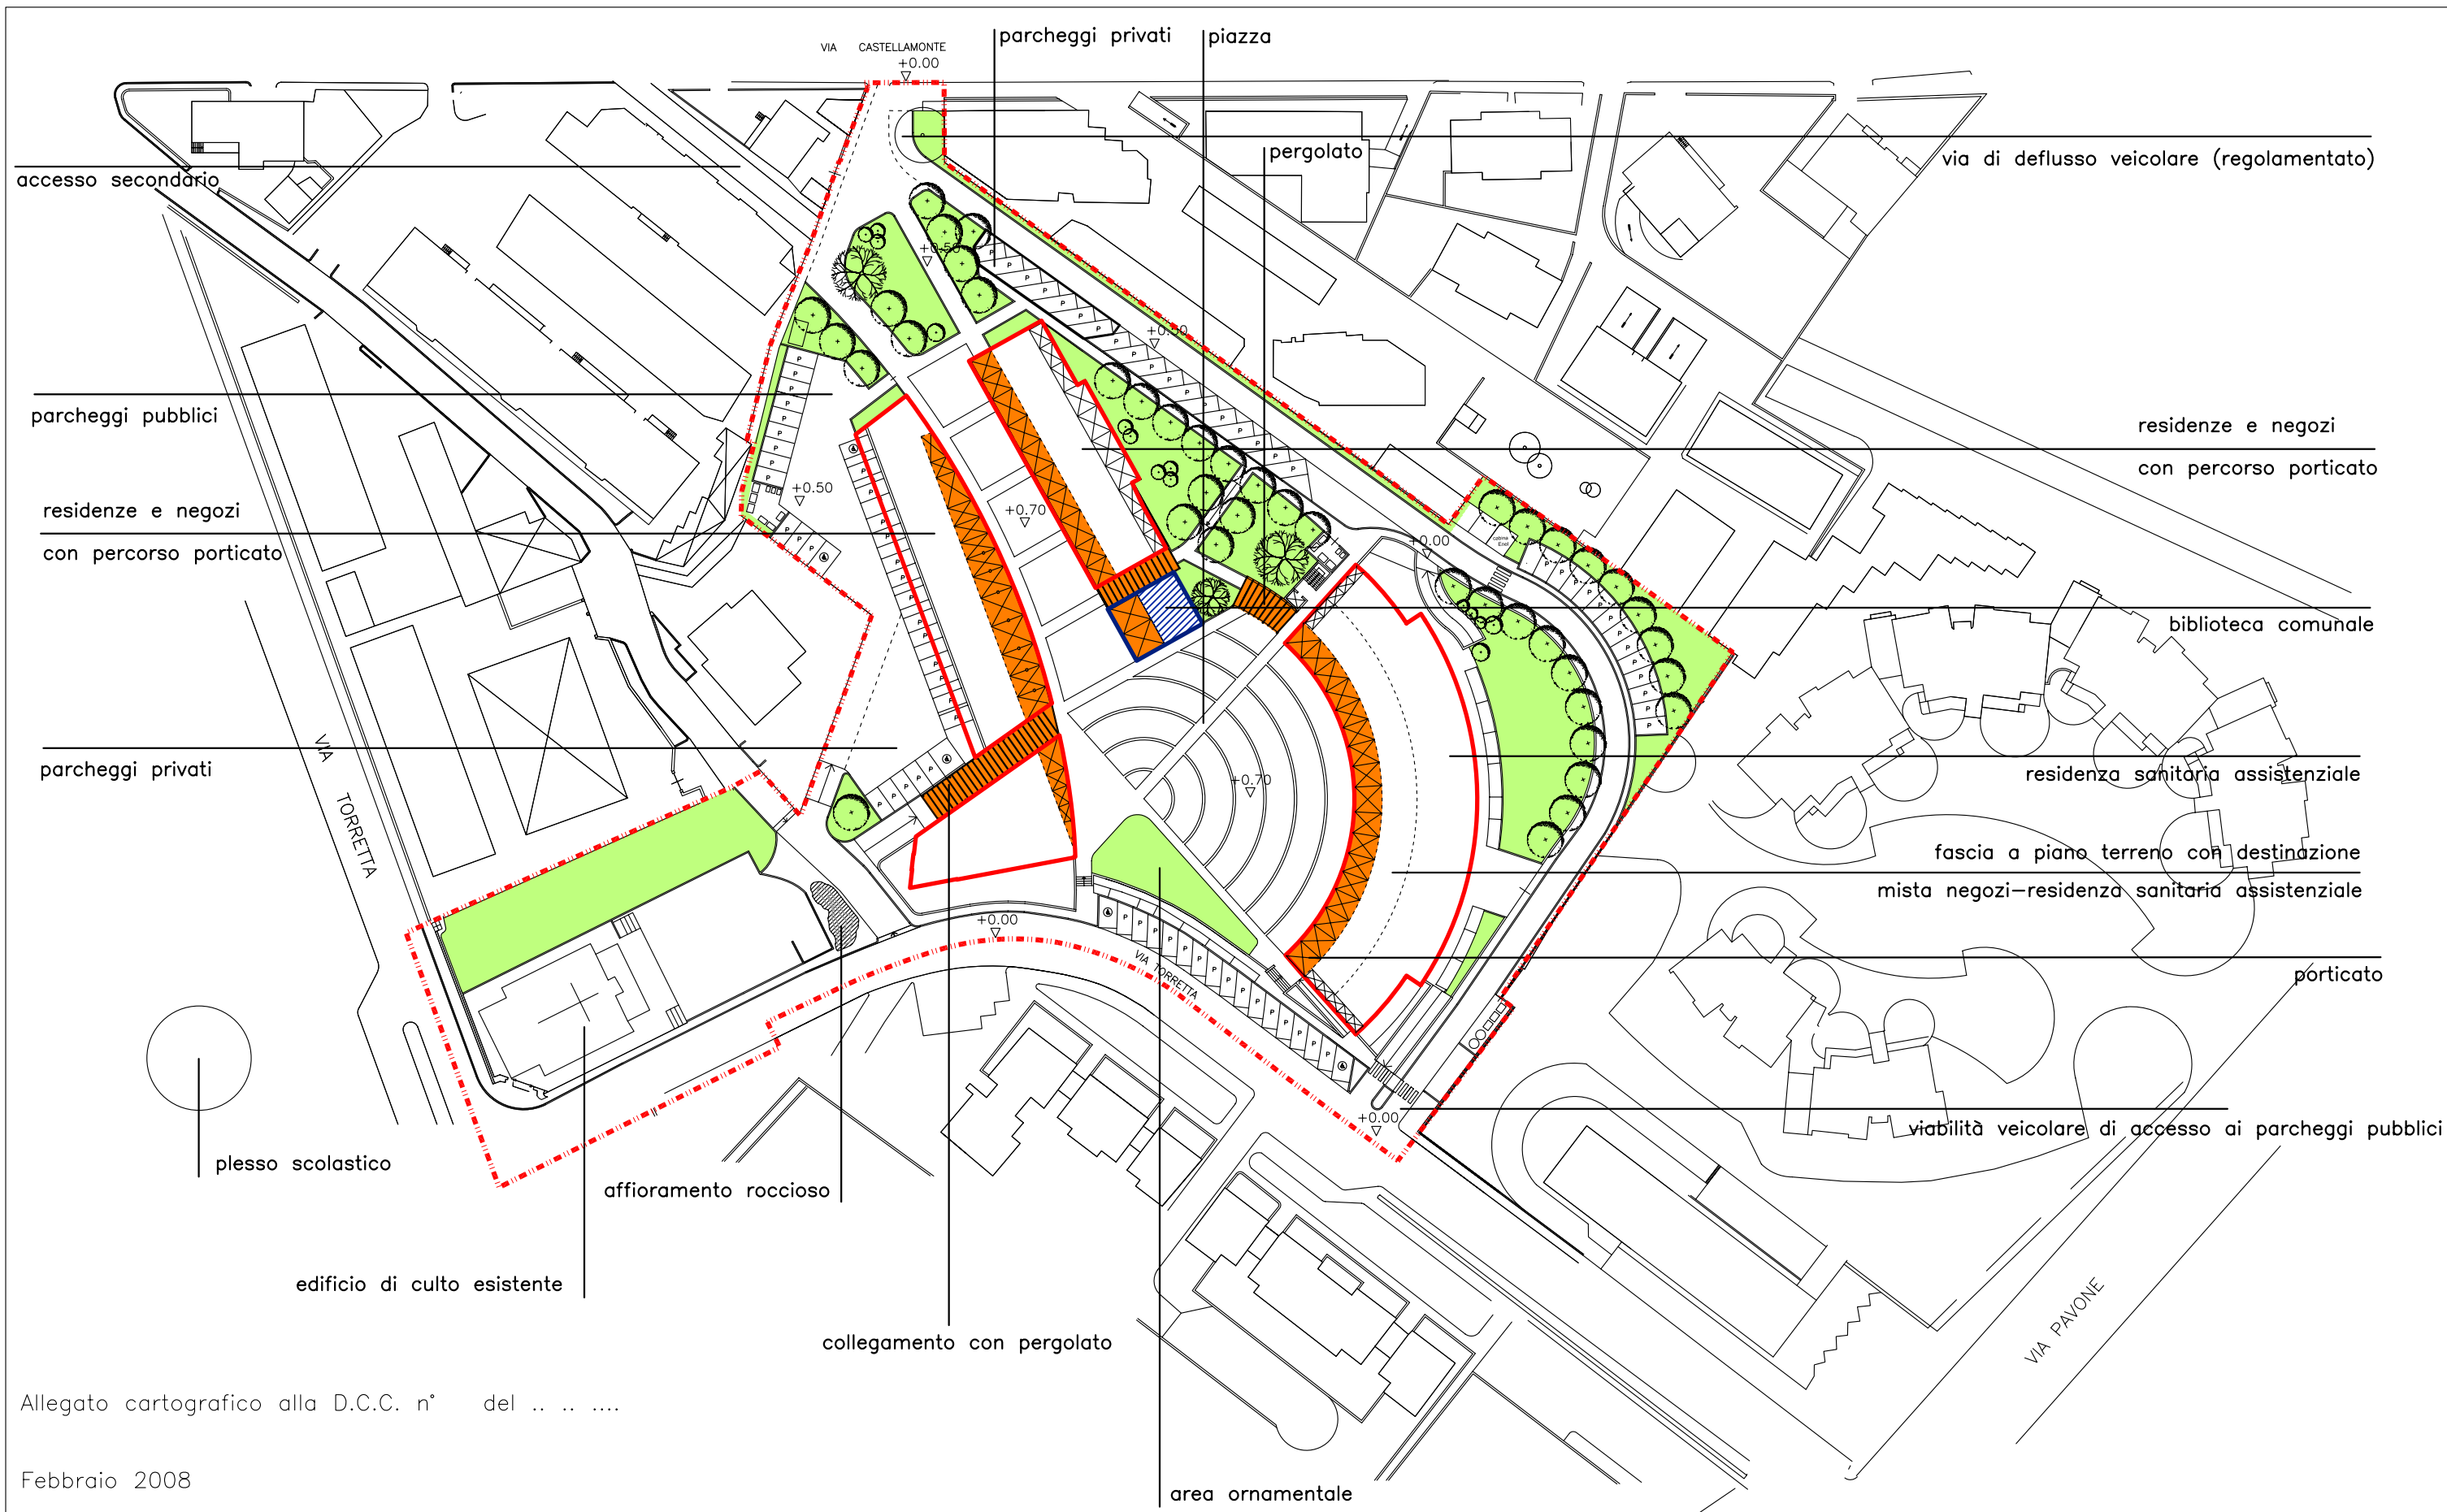 parcheggi privati
piazza
VIA CASTELLAMONTE
+0.00
pergolato
via di deflusso veicolare (regolamentato)
accesso secondario
+0.50
+0.50
parcheggi pubblici
residenze e negozi
con percorso porticato
+0.50
residenze e negozi
con percorso porticato
+0.70
+0.00
cabina
Enel
biblioteca comunale
parcheggi privati
residenza sanitaria assistenziale
+0.70
VIA TORRETTA
fascia a piano terreno con destinazione
mista negozi-residenza sanitaria assistenziale
+0.00
VIA TORRETTA
porticato
+0.00
viabilità veicolare di accesso ai parcheggi pubblici
plesso scolastico
affioramento roccioso
edificio di culto esistente
collegamento con pergolato
VIA PAVONE
Allegato cartografico alla D.C.C. n° del .. .. ....
Febbraio 2008
area ornamentale